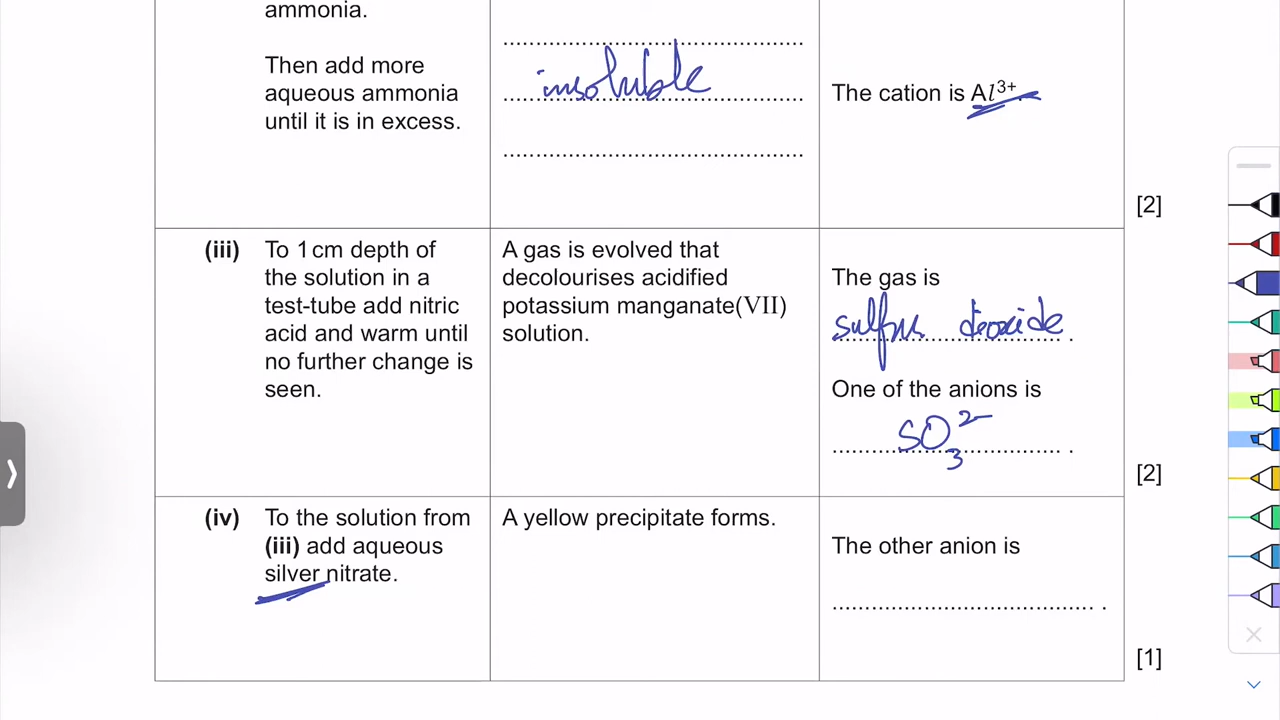 ammonia.
Then add more
aqueous ammonia
until it is in excess.
insoluble
The cation is Al³⁺.
[2]
(iii) To 1 cm depth of
the solution in a
test-tube add nitric
acid and warm until
no further change is
seen.
A gas is evolved that
decolourises acidified
potassium manganate(VII)
solution.
The gas is
sulfur dioxide .
One of the anions is
SO₃²⁻ .
[2]
(iv) To the solution from
(iii) add aqueous
silver nitrate.
A yellow precipitate forms.
The other anion is
[1]